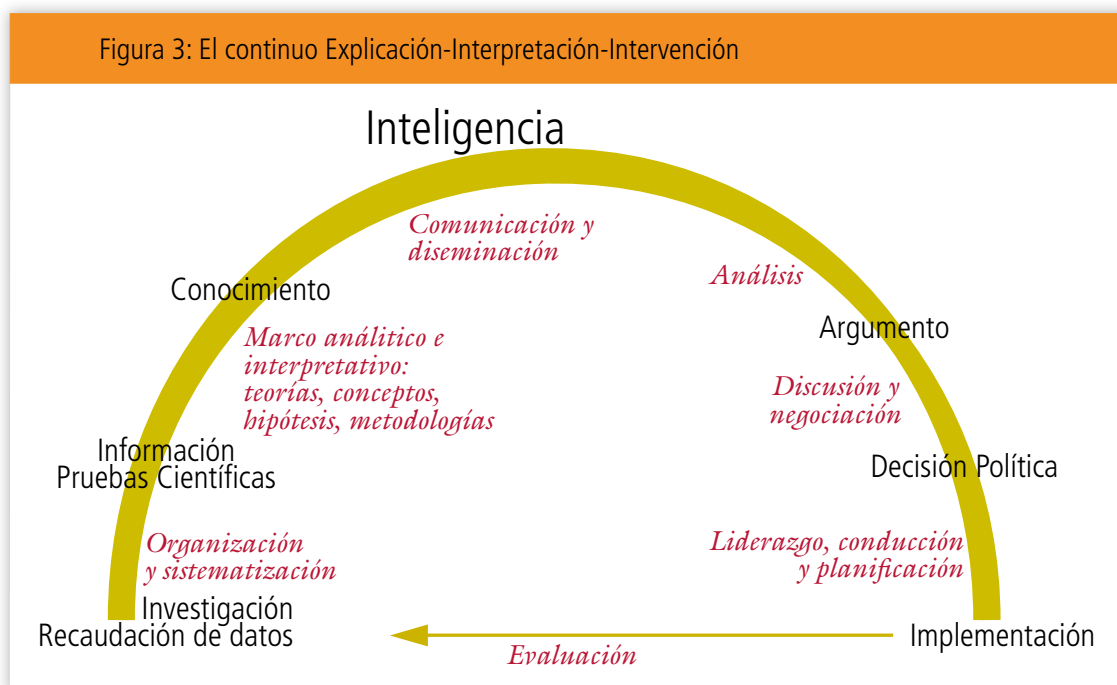 Figura 3: El continuo Explicación-Interpretación-Intervención
Inteligencia
Comunicación y
diseminación
Análisis
Conocimiento
Argumento
Marco análitico e
interpretativo:
teorías, conceptos,
hipótesis, metodologías
Discusión y
negociación
Información
Pruebas Científicas
Decisión Política
Organización
y sistematización
Liderazgo, conducción
y planificación
Investigación
Recaudación de datos
Implementación
Evaluación